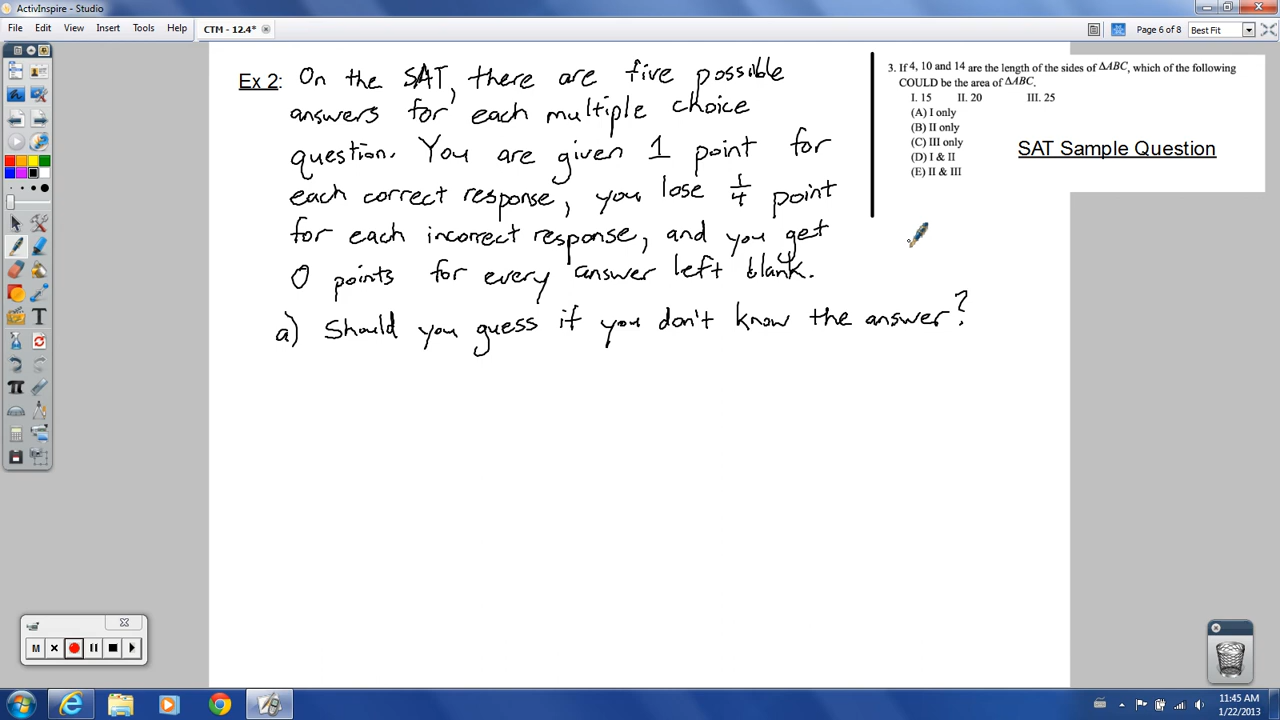 ActivInspire - Studio
File Edit View Insert Tools Help
CTM - 12.4*
Page 6 of 8
Best Fit
Ex 2: On the SAT, there are five possible
answers for each multiple choice
question. You are given 1 point for
each correct response, you lose 1/4 point
for each incorrect response, and you get
0 points for every answer left blank.
a) Should you guess if you don't know the answer?
3. If 4, 10 and 14 are the length of the sides of ΔABC, which of the following
COULD be the area of ΔABC.
I. 15 II. 20 III. 25
(A) I only
(B) II only
(C) III only
(D) I & II
(E) II & III
SAT Sample Question
M
11:45 AM
1/22/2013